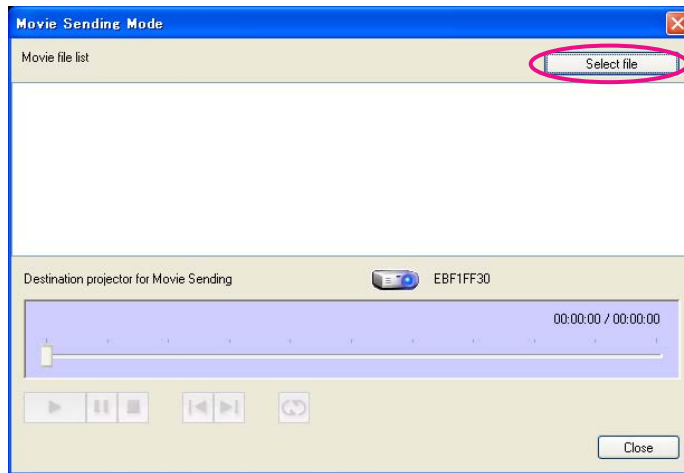 Movie Sending Mode
Movie file list
Select file
Destination projector for Movie Sending
EBF1FF30
00:00:00 / 00:00:00
Close